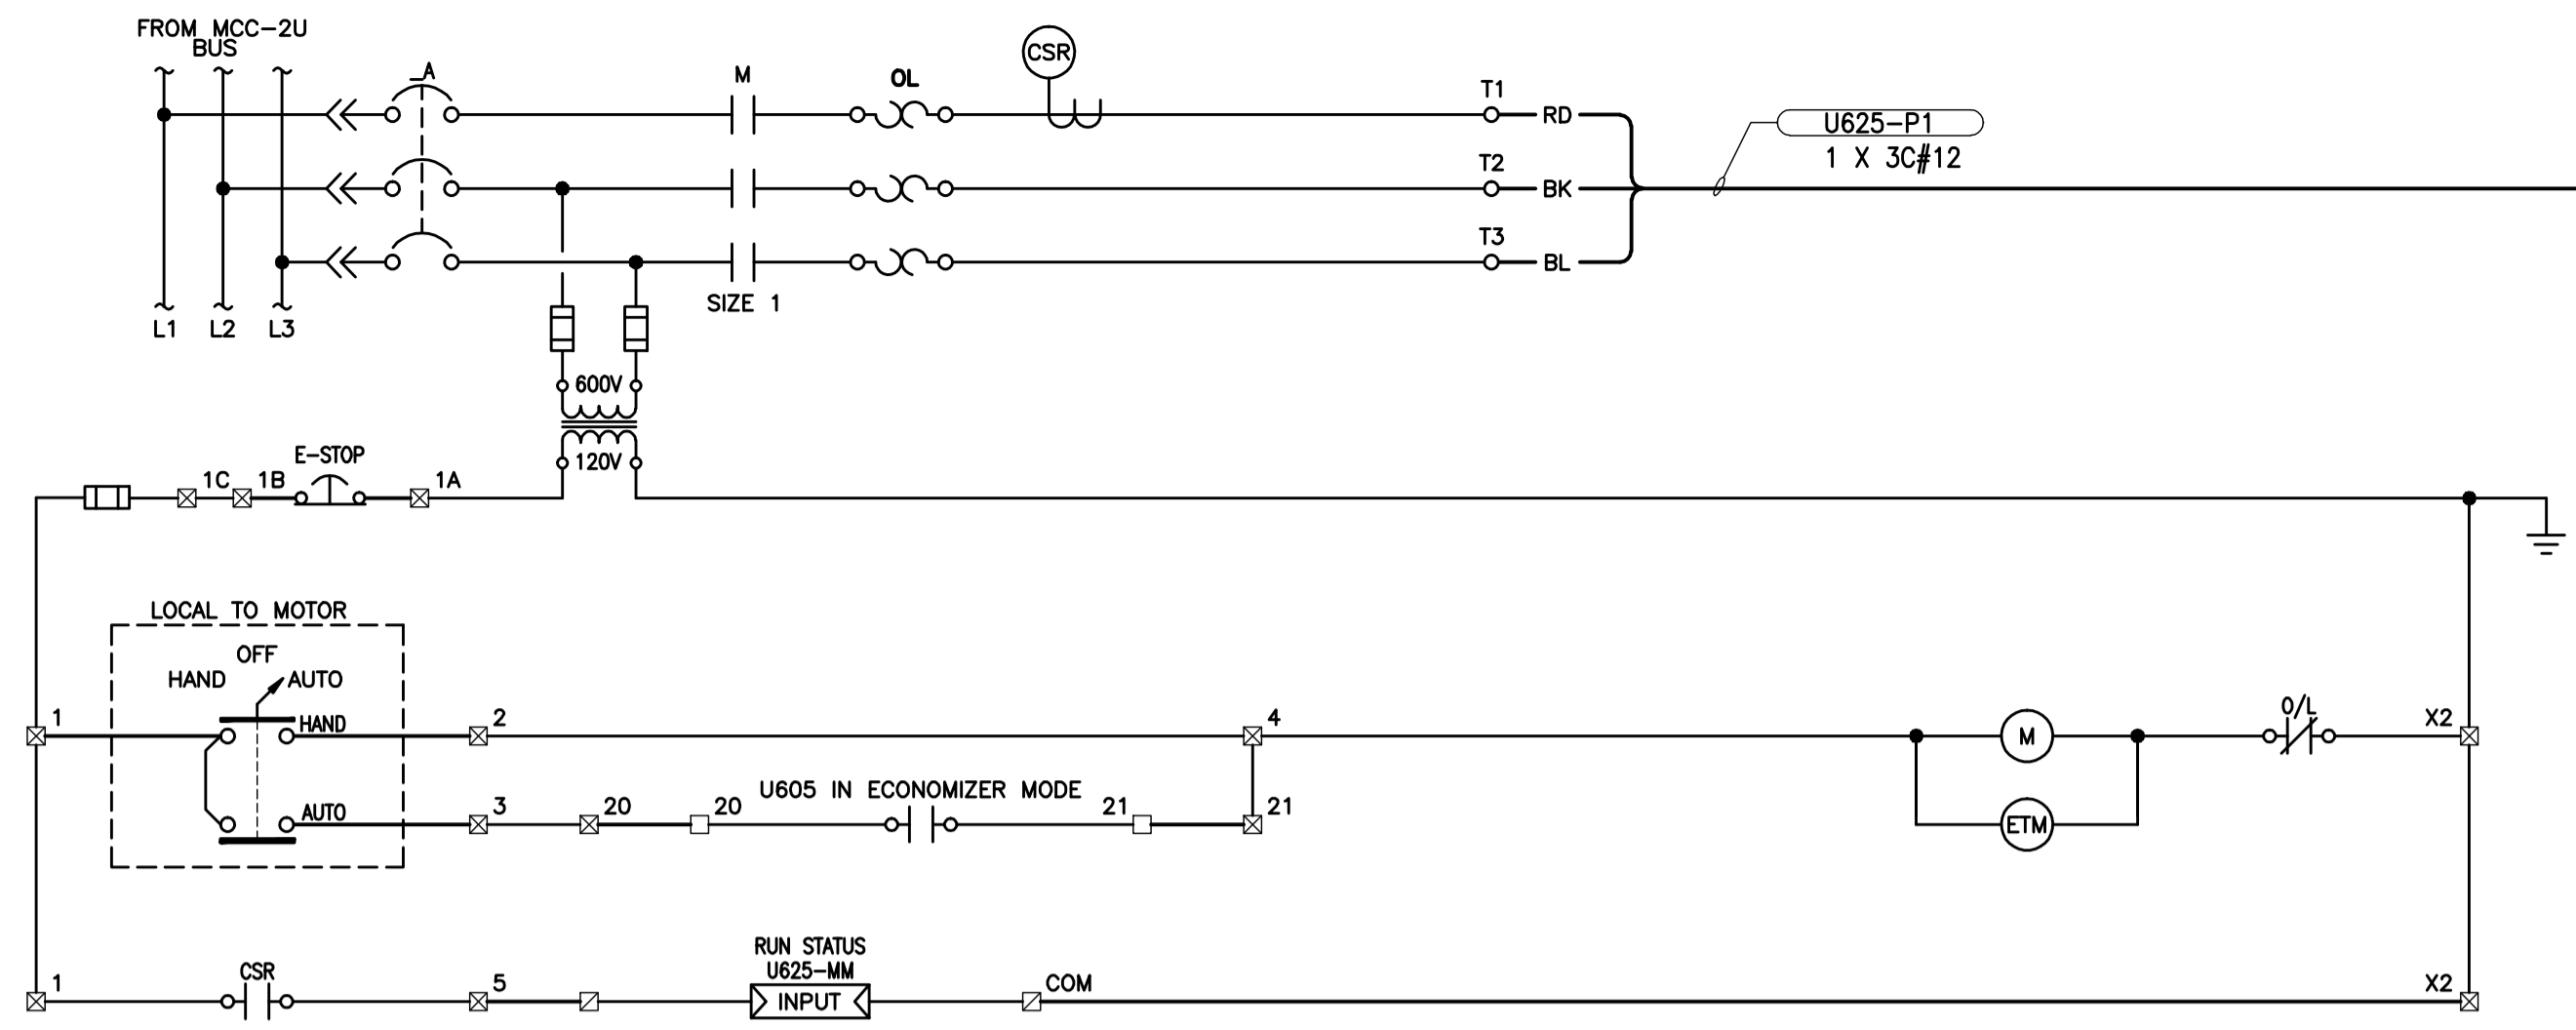 FROM MCC-2U
BUS
_A
M
OL
CSR
T1
RD
U625-P1
1 X 3C#12
T2
BK
T3
BL
SIZE 1
L1
L2
L3
600V
120V
E-STOP
1C
1B
1A
LOCAL TO MOTOR
OFF
HAND
AUTO
1
HAND
2
4
M
O/L
X2
AUTO
3
20
20
U605 IN ECONOMIZER MODE
21
21
ETM
RUN STATUS
U625-MM
1
CSR
5
INPUT
COM
X2